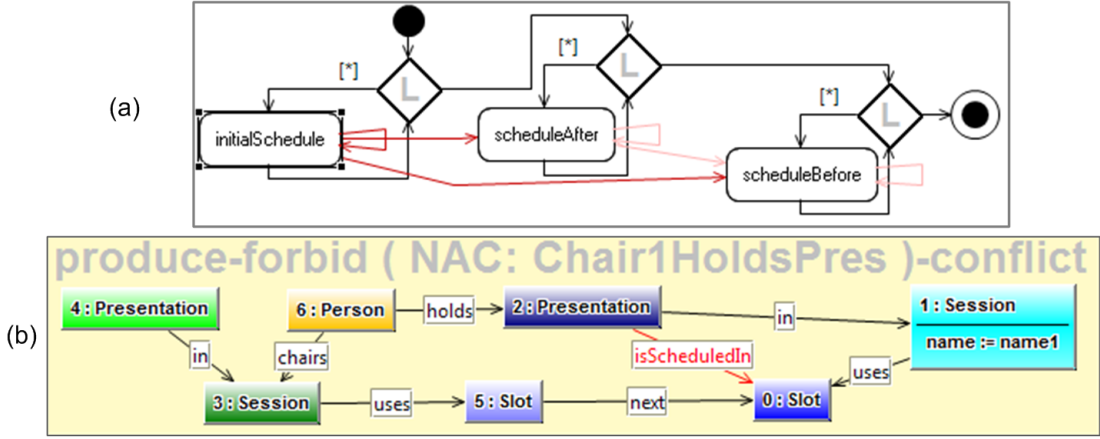 (a)
[*]
L
[*]
L
[*]
L
initialSchedule
scheduleAfter
scheduleBefore
(b)
produce-forbid ( NAC: Chair1HoldsPres )-conflict
4 : Presentation
6 : Person
holds
2 : Presentation
in
1 : Session
name := name1
in
chairs
isScheduledIn
uses
3 : Session
uses
5 : Slot
next
0 : Slot